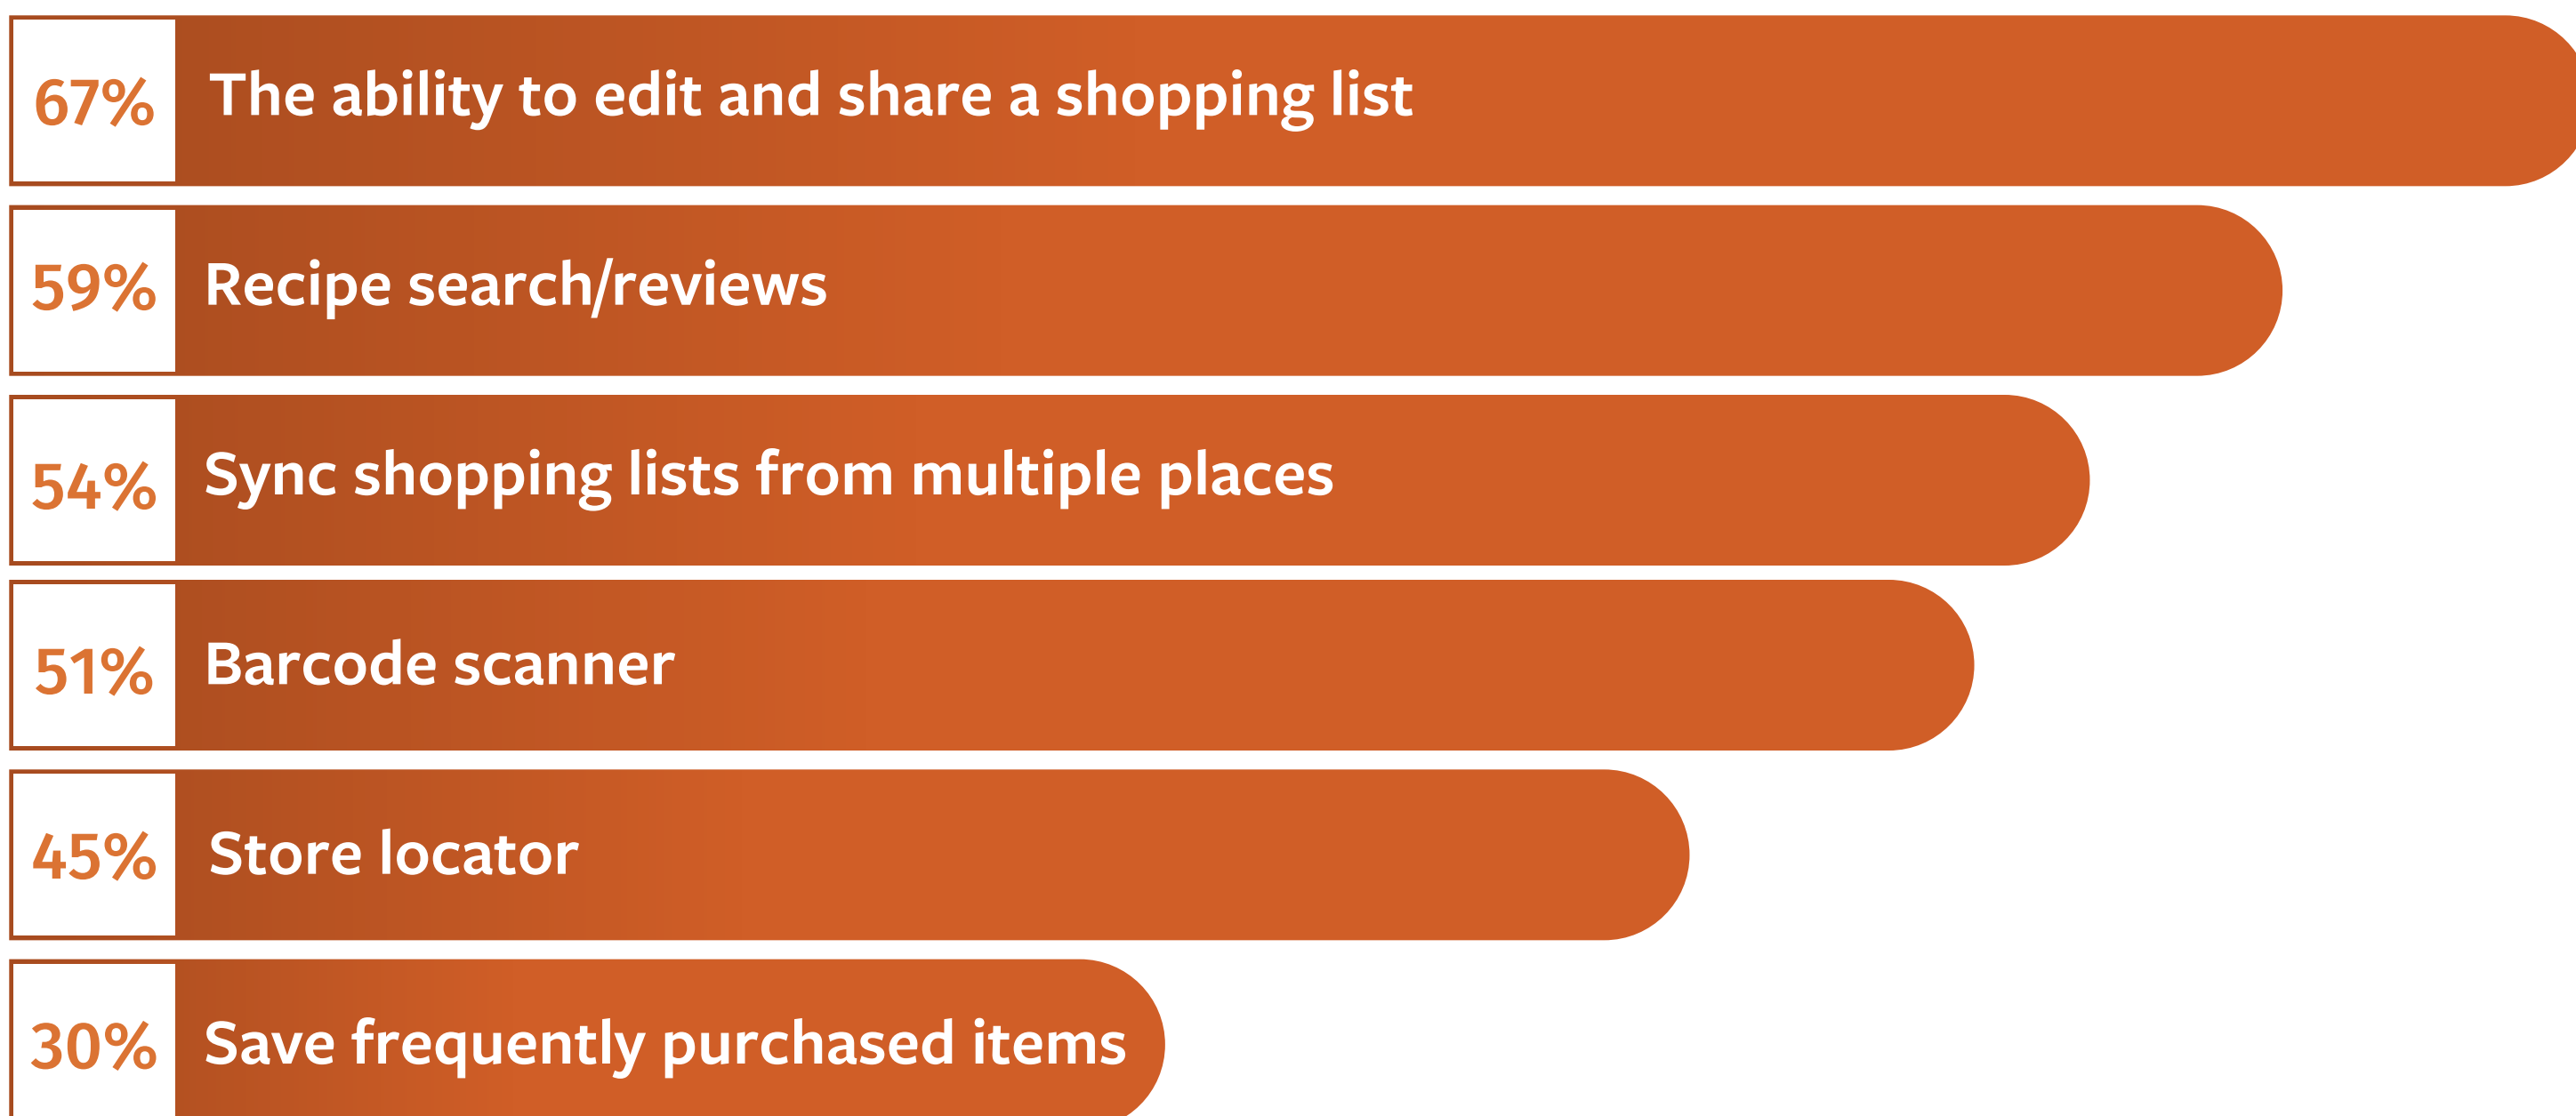 67% The ability to edit and share a shopping list
59% Recipe search/reviews
54% Sync shopping lists from multiple places
51% Barcode scanner
45% Store locator
30% Save frequently purchased items